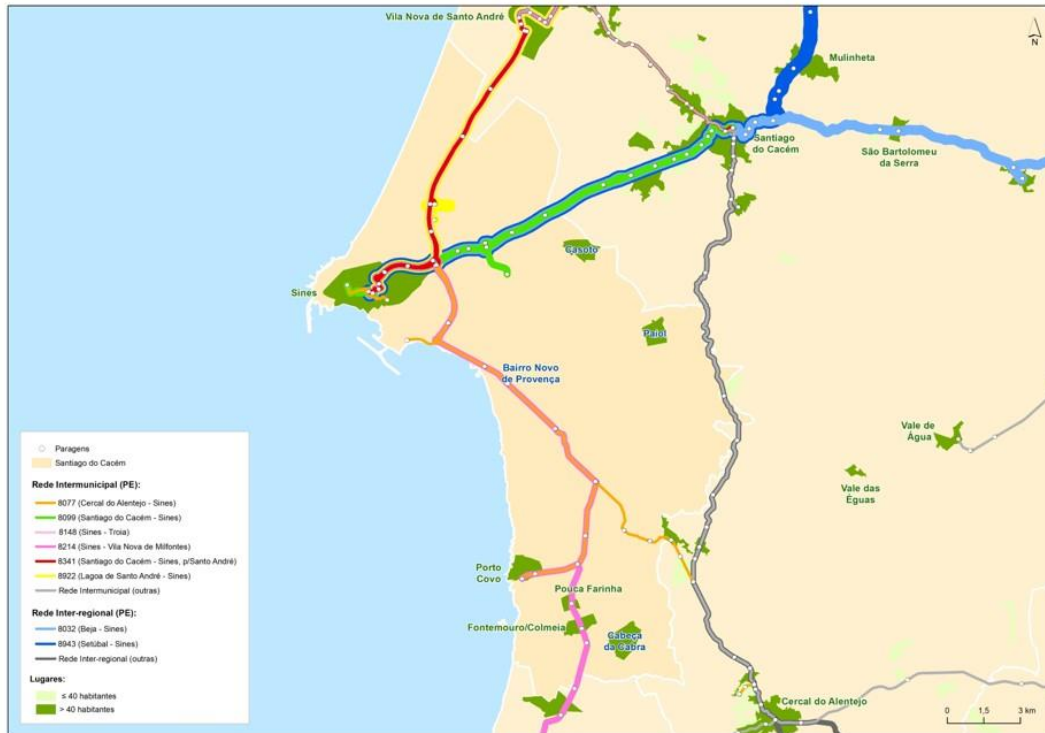 Vila Nova de Santo André
N
Mulinheta
Santiago
do Cacém
São Bartolomeu
da Serra
Casoto
Sines
Paiol
Bairro Novo
de Provença
Vale de
Água
Vale das
Éguas
Porto
Covo
Pouca Farinha
Fontemouro/Colmeia
Cabeça
da Cabra
Cercal do Alentejo
0 1,5 3 km
Paragens
Santiago do Cacém
Rede Intermunicipal (PE):
8077 (Cercal do Alentejo - Sines)
8099 (Santiago do Cacém - Sines)
8148 (Sines - Troia)
8214 (Sines - Vila Nova de Milfontes)
8341 (Santiago do Cacém - Sines, p/Santo André)
8922 (Lagoa de Santo André - Sines)
Rede Intermunicipal (outras)
Rede Inter-regional (PE):
8032 (Beja - Sines)
8943 (Setúbal - Sines)
Rede Inter-regional (outras)
Lugares:
≤ 40 habitantes
> 40 habitantes